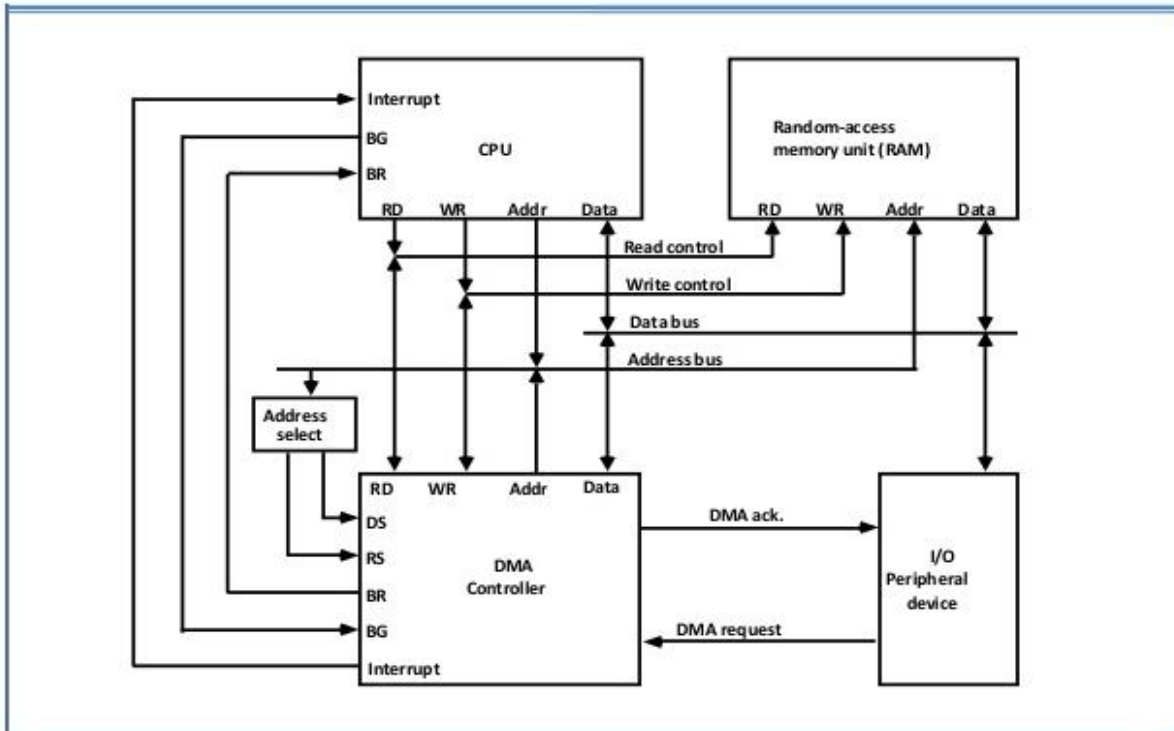 Interrupt
BG
CPU
BR
RD WR Addr Data
Random-access
memory unit (RAM)
RD WR Addr Data
Read control
Write control
Data bus
Address bus
Address
select
RD WR Addr Data
DS
RS
BR
BG
Interrupt
DMA
Controller
DMA ack.
DMA request
I/O
Peripheral
device